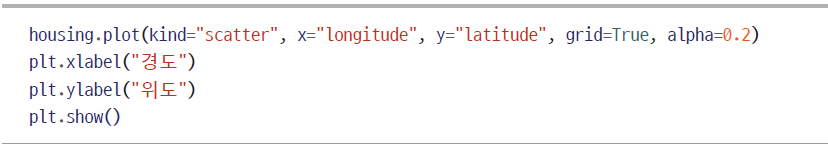 housing.plot(kind="scatter", x="longitude", y="latitude", grid=True, alpha=0.2)
plt.xlabel("경도")
plt.ylabel("위도")
plt.show()